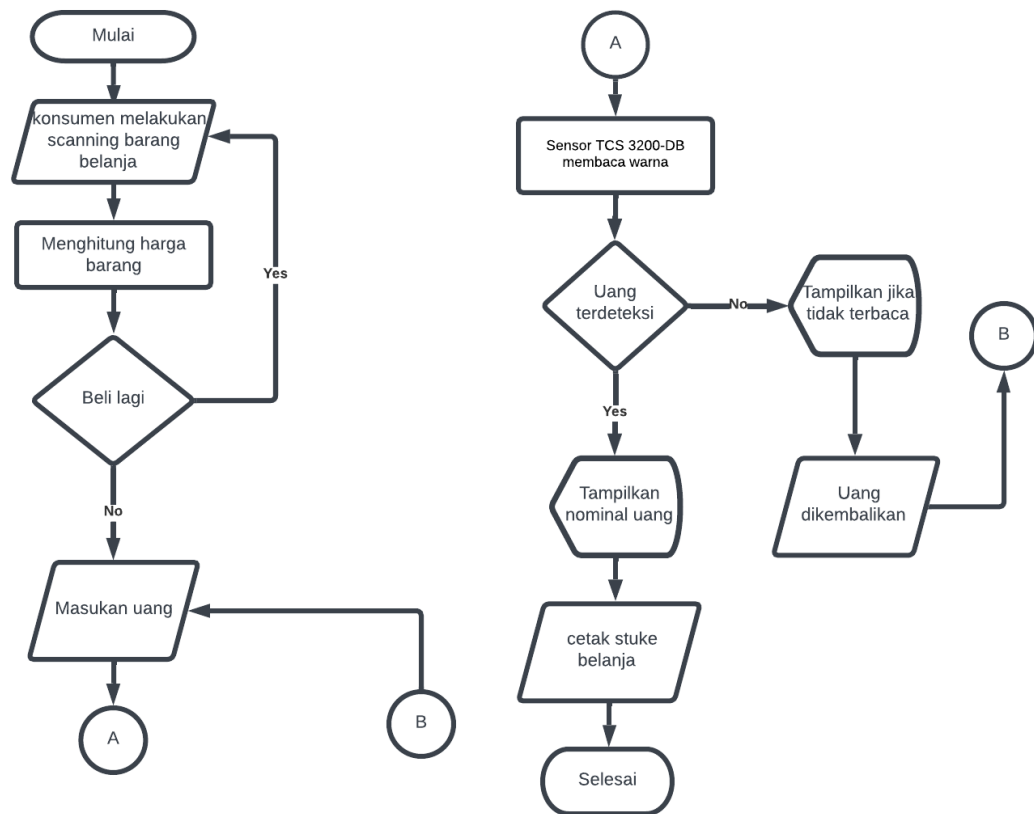 Mulai
konsumen melakukan
scanning barang
belanja
Menghitung harga
barang
Yes
Beli lagi
No
Masukan uang
A
B
A
Sensor TCS 3200-DB
membaca warna
Uang
terdeteksi
No
Tampilkan jika
tidak terbaca
B
Yes
Tampilkan
nominal uang
Uang
dikembalikan
cetak stuke
belanja
Selesai